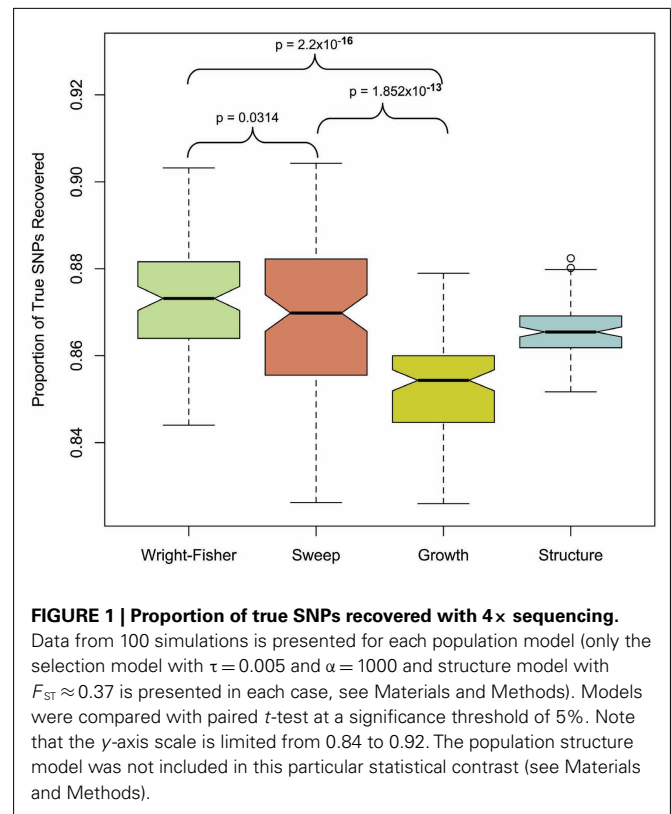 p = 2.2x10-16
p = 1.852x10-13
p = 0.0314
Proportion of True SNPs Recovered
0.92
0.90
0.88
0.86
0.84
Wright-Fisher Sweep Growth Structure
FIGURE 1 | Proportion of true SNPs recovered with 4× sequencing.
Data from 100 simulations is presented for each population model (only the
selection model with τ = 0.005 and α = 1000 and structure model with
FST ≈ 0.37 is presented in each case, see Materials and Methods). Models
were compared with paired t-test at a significance threshold of 5%. Note
that the y-axis scale is limited from 0.84 to 0.92. The population structure
model was not included in this particular statistical contrast (see Materials
and Methods).